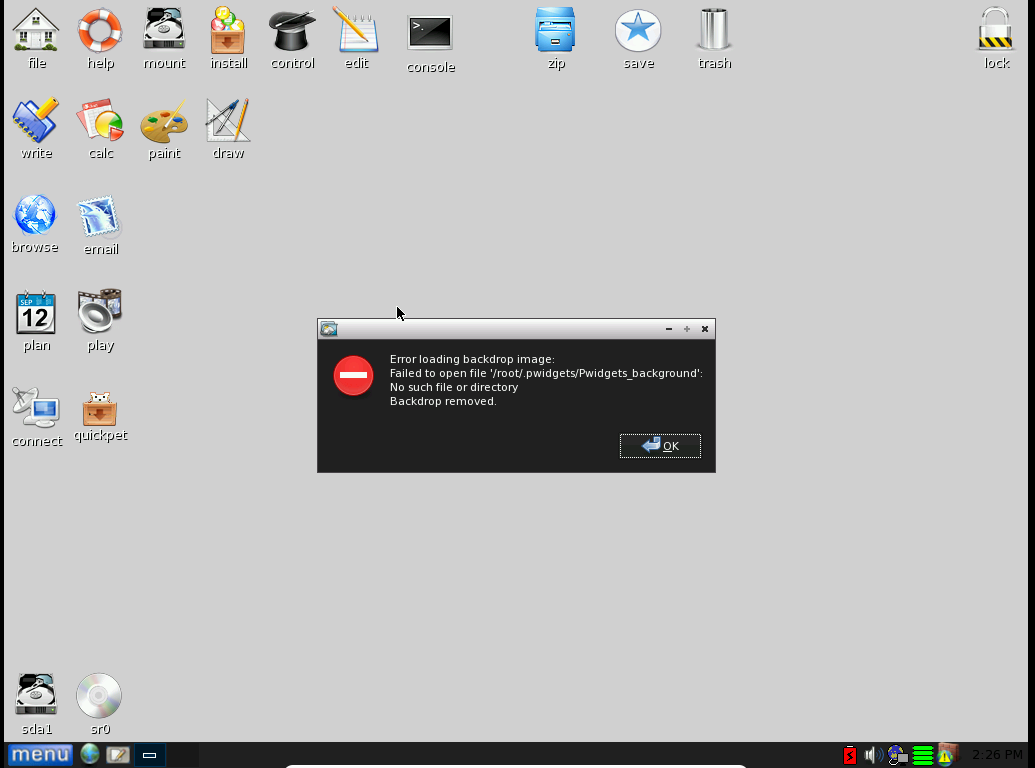 file help mount install control edit console zip save trash lock
write calc paint draw
browse email
SEP
12
plan play
connect quickpet
Error loading backdrop image:
Failed to open file '/root/.pwidgets/Pwidgets_background':
No such file or directory
Backdrop removed.
OK
sda1 sr0
menu 2:26 PM